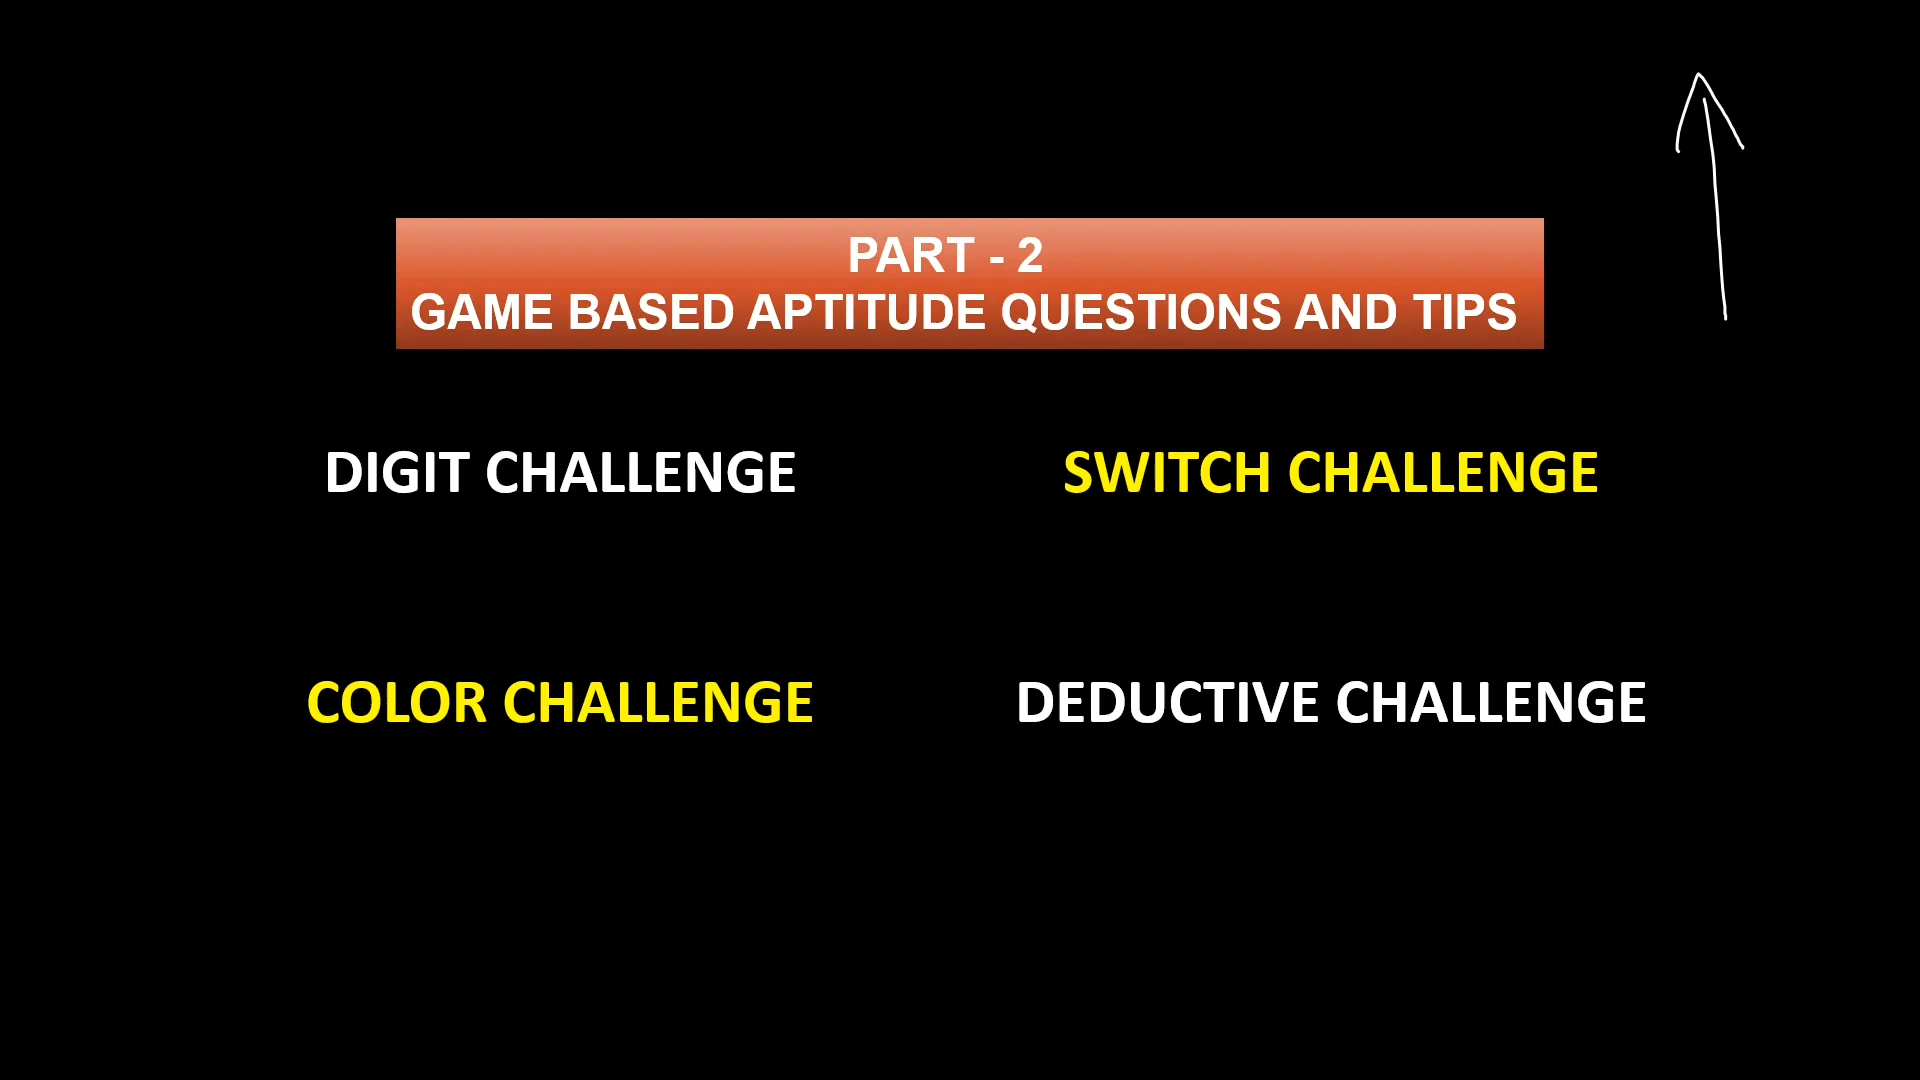 PART - 2
GAME BASED APTITUDE QUESTIONS AND TIPS
DIGIT CHALLENGE
SWITCH CHALLENGE
COLOR CHALLENGE
DEDUCTIVE CHALLENGE